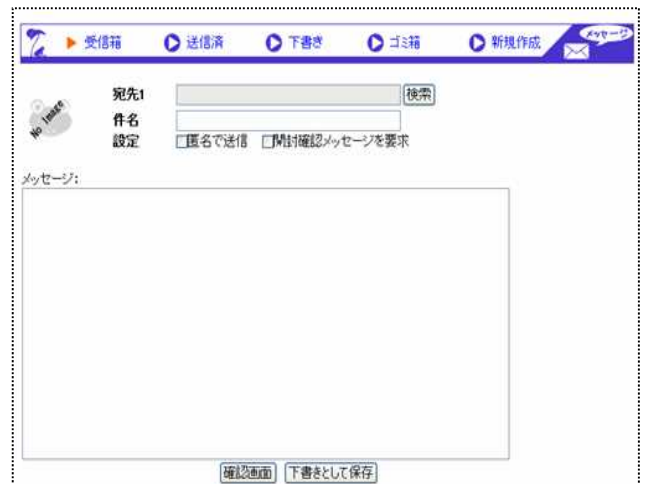 受信箱 送信済 下書き ゴミ箱 新規作成 メッセージ
No Image
宛先1 検索
件名
設定 匿名で送信 開封確認メッセージを要求
メッセージ:
確認画面 下書きとして保存